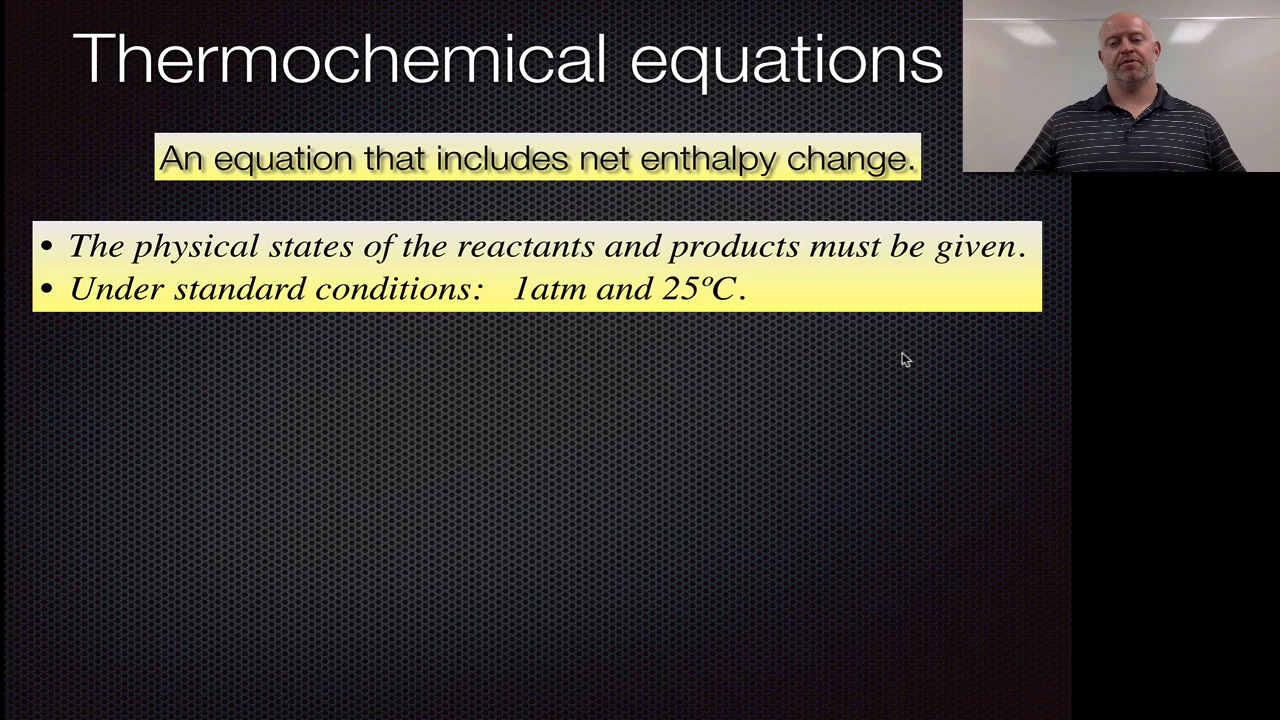 Thermochemical equations
An equation that includes net enthalpy change.
• The physical states of the reactants and products must be given.
• Under standard conditions: 1atm and 25ºC.